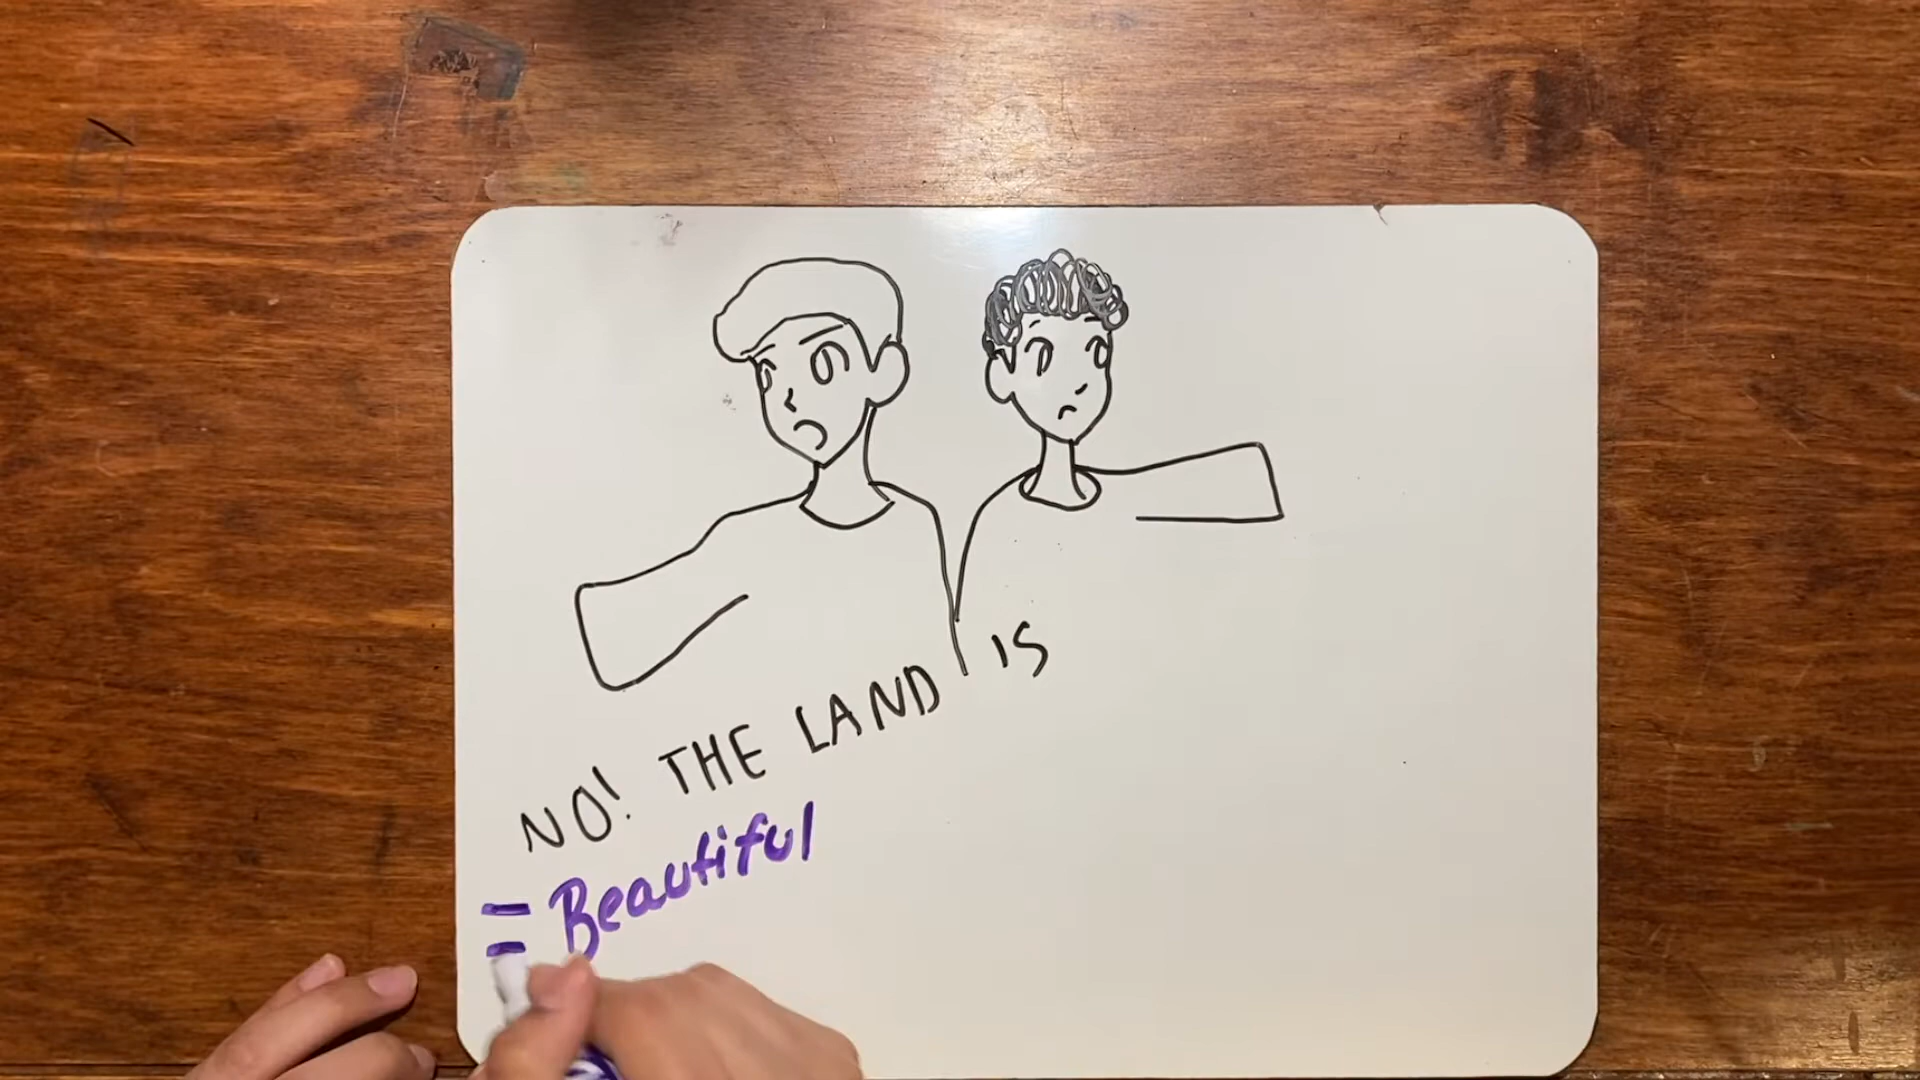 NO! THE LAND IS
- Beautiful
-